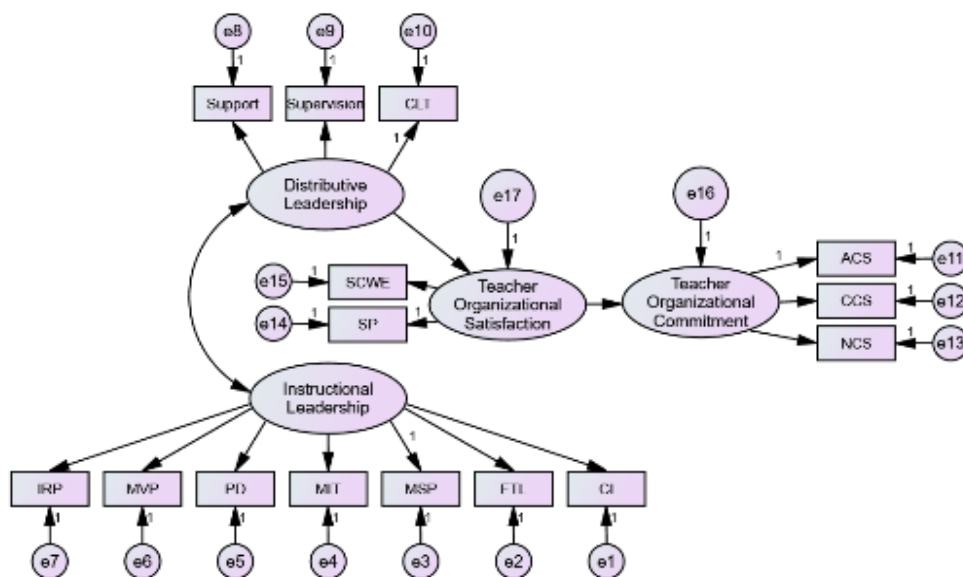 e8
e9
e10
1
1
1
Support
Supervision
CLT
1
Distributive
Leadership
e17
e16
1
1
e15
1
SCWE
e14
1
SP
1
Teacher
Organizational
Satisfaction
Teacher
Organizational
Commitment
1
ACS
1
e11
CCS
1
e12
NCS
1
e13
Instructional
Leadership
1
IRP
MVP
PD
MIT
MSP
FTL
CI
1
1
1
1
1
1
1
e7
e6
e5
e4
e3
e2
e1